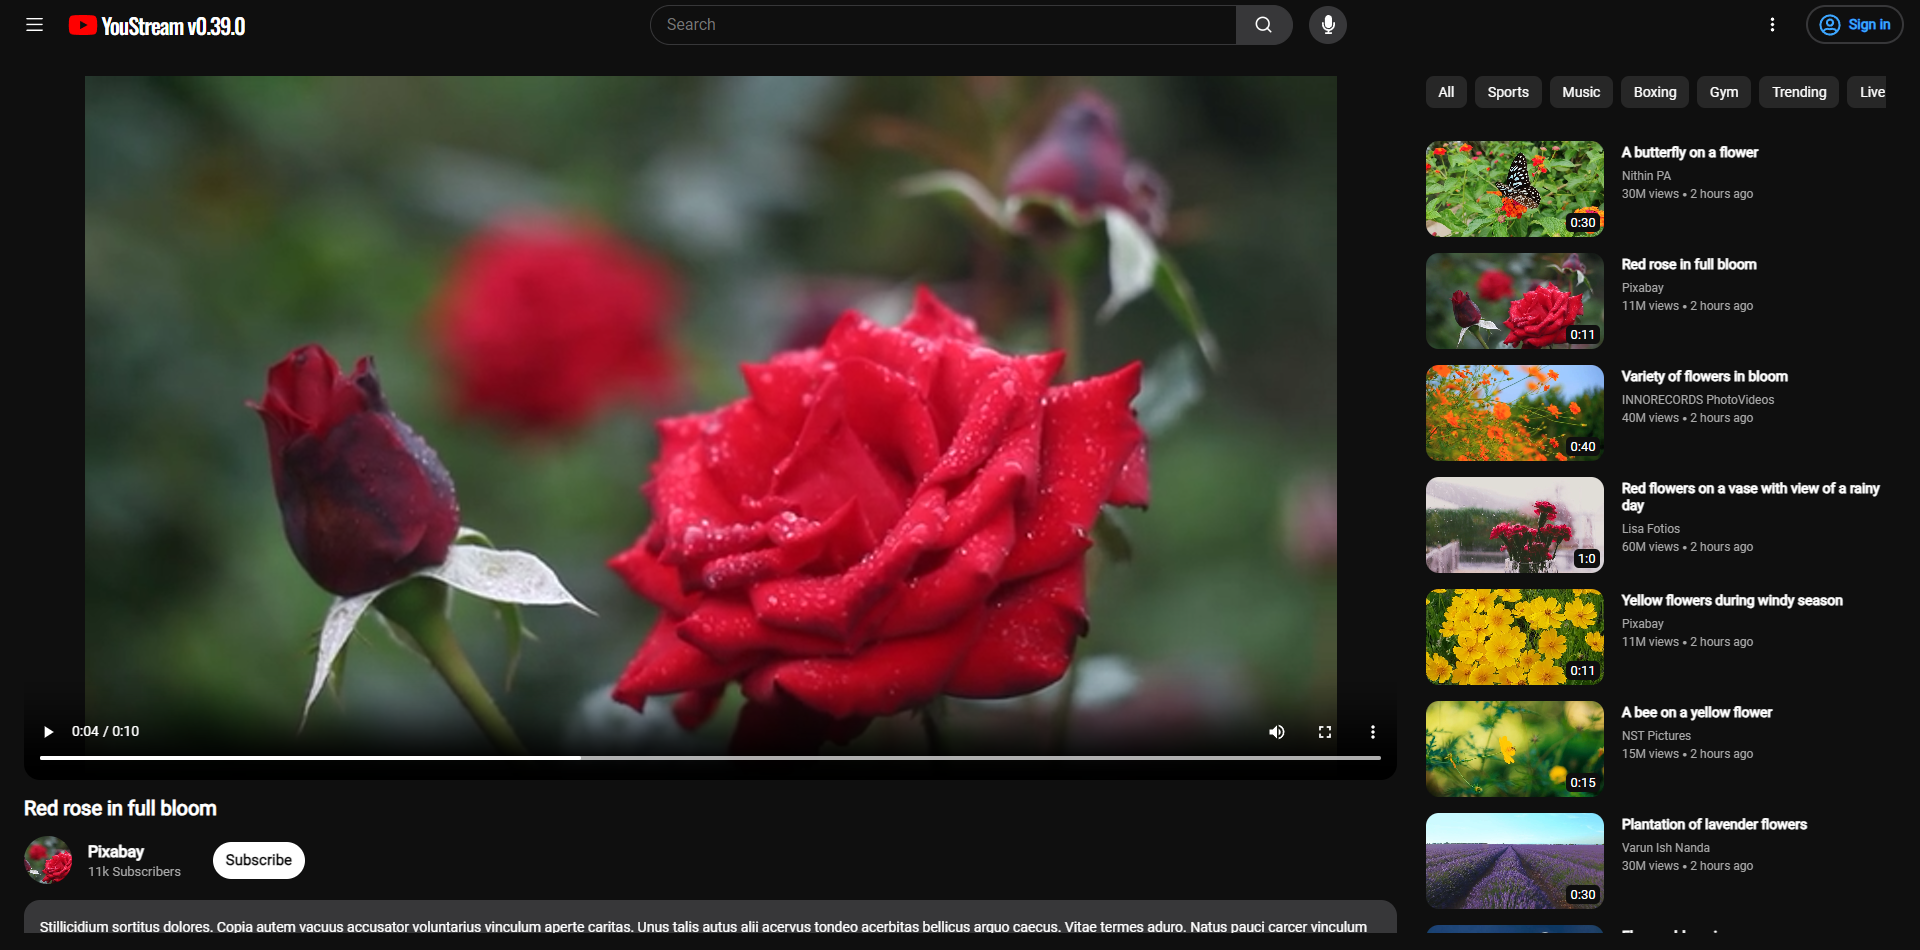 YouStream v0.39.0
Search
Sign in
All Sports Music Boxing Gym Trending Live
0:04 / 0:10
Red rose in full bloom
Pixabay
11k Subscribers
Subscribe
Stillicidium sortitus dolores. Copia autem vacuus accusator voluntarius vinculum aperte caritas. Unus talis autus alii acervus tondeo acerbitas bellicus arguo caecus. Vitae termes aduro. Natus pauci carcer vinculum
0:30
A butterfly on a flower
Nithin PA
30M views • 2 hours ago
0:11
Red rose in full bloom
Pixabay
11M views • 2 hours ago
0:40
Variety of flowers in bloom
INNORECORDS PhotoVideos
40M views • 2 hours ago
1:0
Red flowers on a vase with view of a rainy
day
Lisa Fotios
60M views • 2 hours ago
0:11
Yellow flowers during windy season
Pixabay
11M views • 2 hours ago
0:15
A bee on a yellow flower
NST Pictures
15M views • 2 hours ago
0:30
Plantation of lavender flowers
Varun Ish Nanda
30M views • 2 hours ago